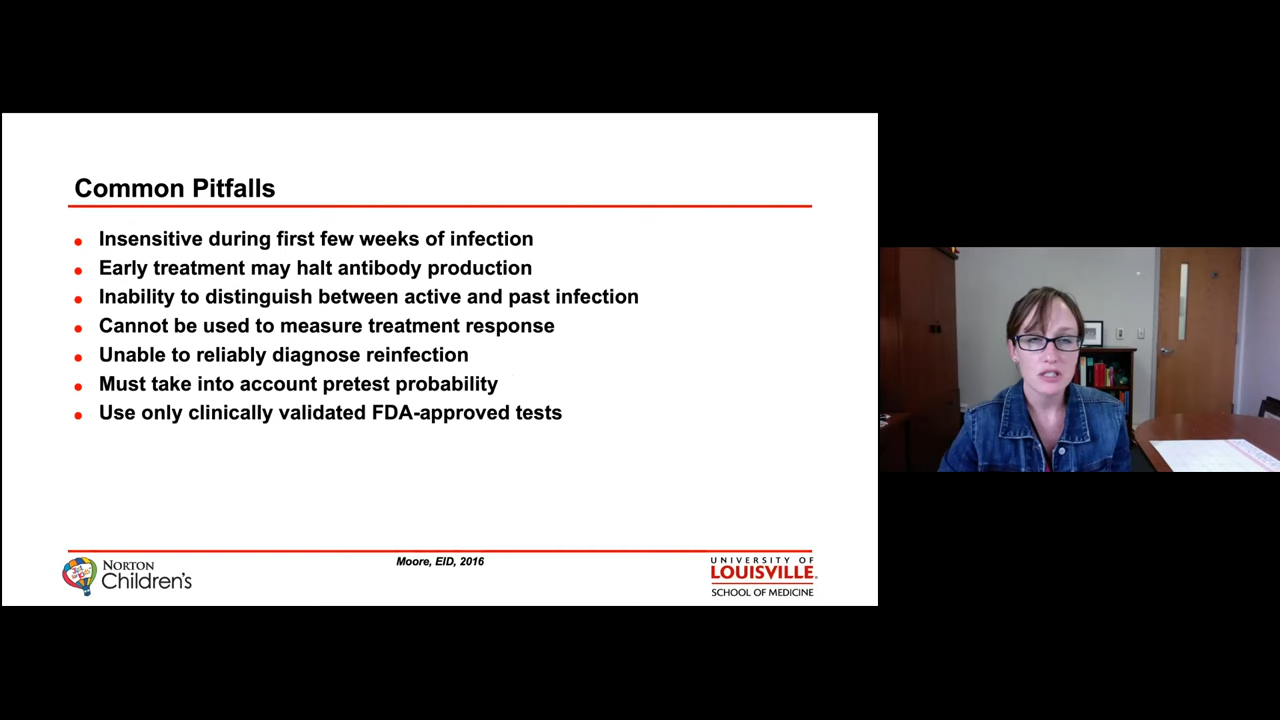 Common Pitfalls
Insensitive during first few weeks of infection
Early treatment may halt antibody production
Inability to distinguish between active and past infection
Cannot be used to measure treatment response
Unable to reliably diagnose reinfection
Must take into account pretest probability
Use only clinically validated FDA-approved tests
Moore, EID, 2016
Just for Kids
NORTON
Children's
UNIVERSITY OF
LOUISVILLE.
SCHOOL OF MEDICINE